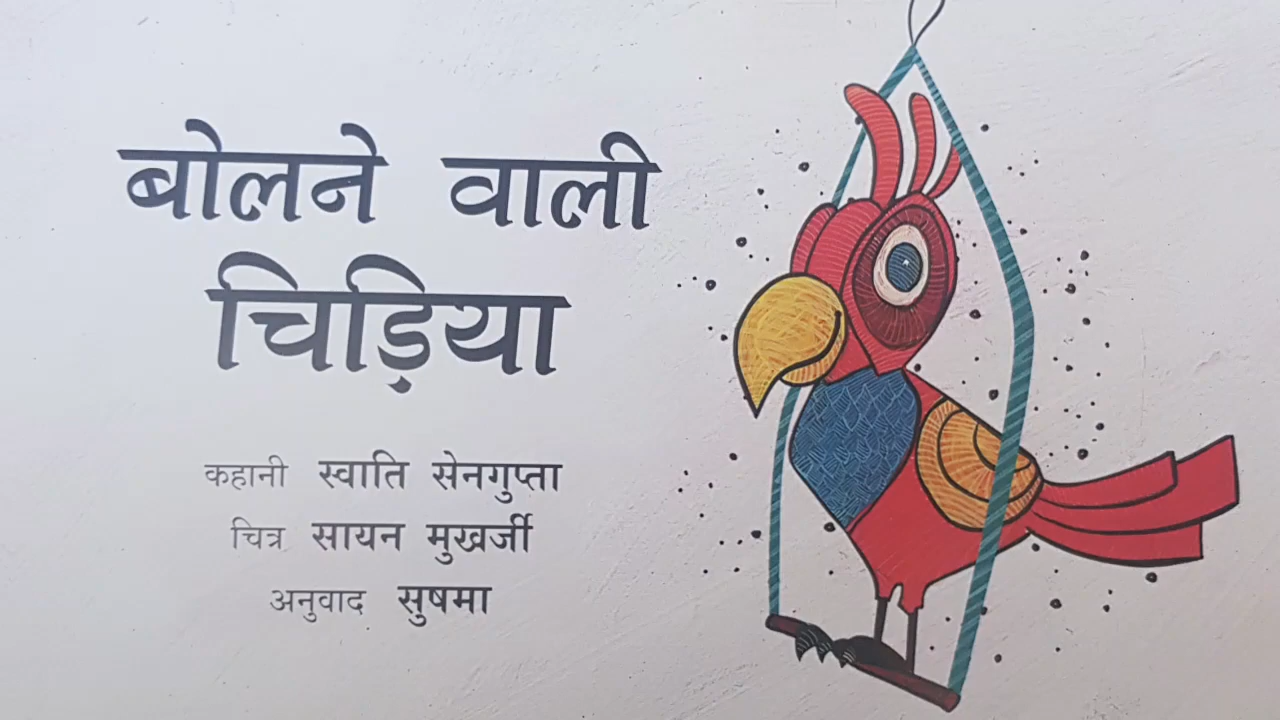 बोलने वाली
चिड़िया
कहानी स्वाति सेनगुप्ता
चित्र सायन मुखर्जी
अनुवाद सुषमा